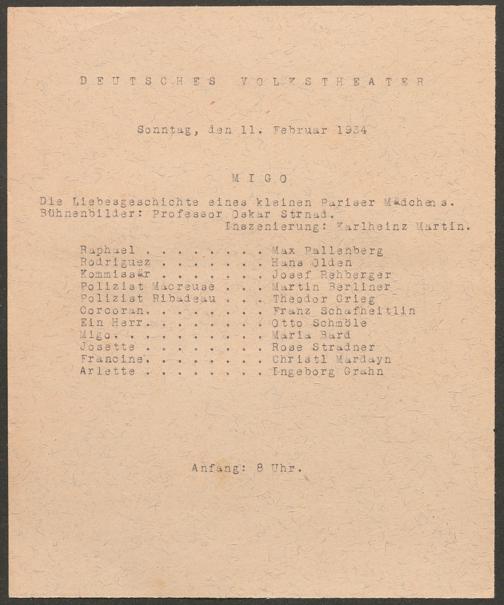 DEUTSCHES VOLKSTHEATER
Sonntag, den 11. Februar 1934
MIGO
Die Liebesgeschichte eines kleinen Pariser Mädchens.
Bühnenbilder: Professor Oskar Strnad.
Inszenierung: Karlheinz Martin.
Raphael . . . . . . . . Max Pallenberg
Rodriguez . . . . . . . Hans Olden
Kommissär . . . . . . . Josef Rehberger
Polizist Macreuse . . . Martin Berliner
Polizist Ribadeau . . . Theodor Grieg
Corcoran. . . . . . . . Franz Schafheitlin
Ein Herr. . . . . . . . Otto Schmöle
Migo. . . . . . . . . . Maria Bard
Josette . . . . . . . . Rose Stradner
Francine. . . . . . . . Christl Mardayn
Arlette . . . . . . . . Ingeborg Grahn
Anfang: 8 Uhr.